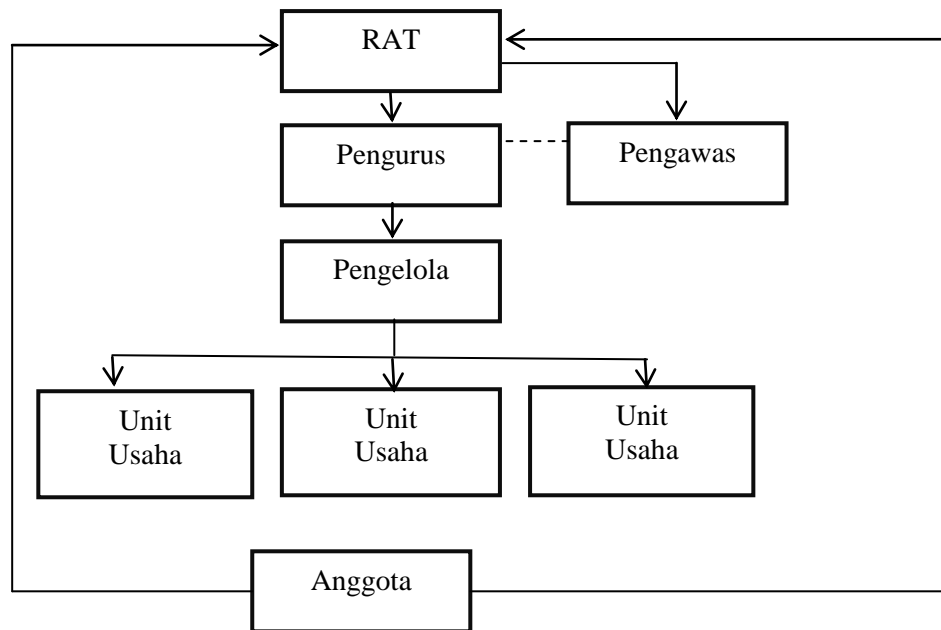 RAT
Pengurus
Pengawas
Pengelola
Unit
Usaha
Unit
Usaha
Unit
Usaha
Anggota